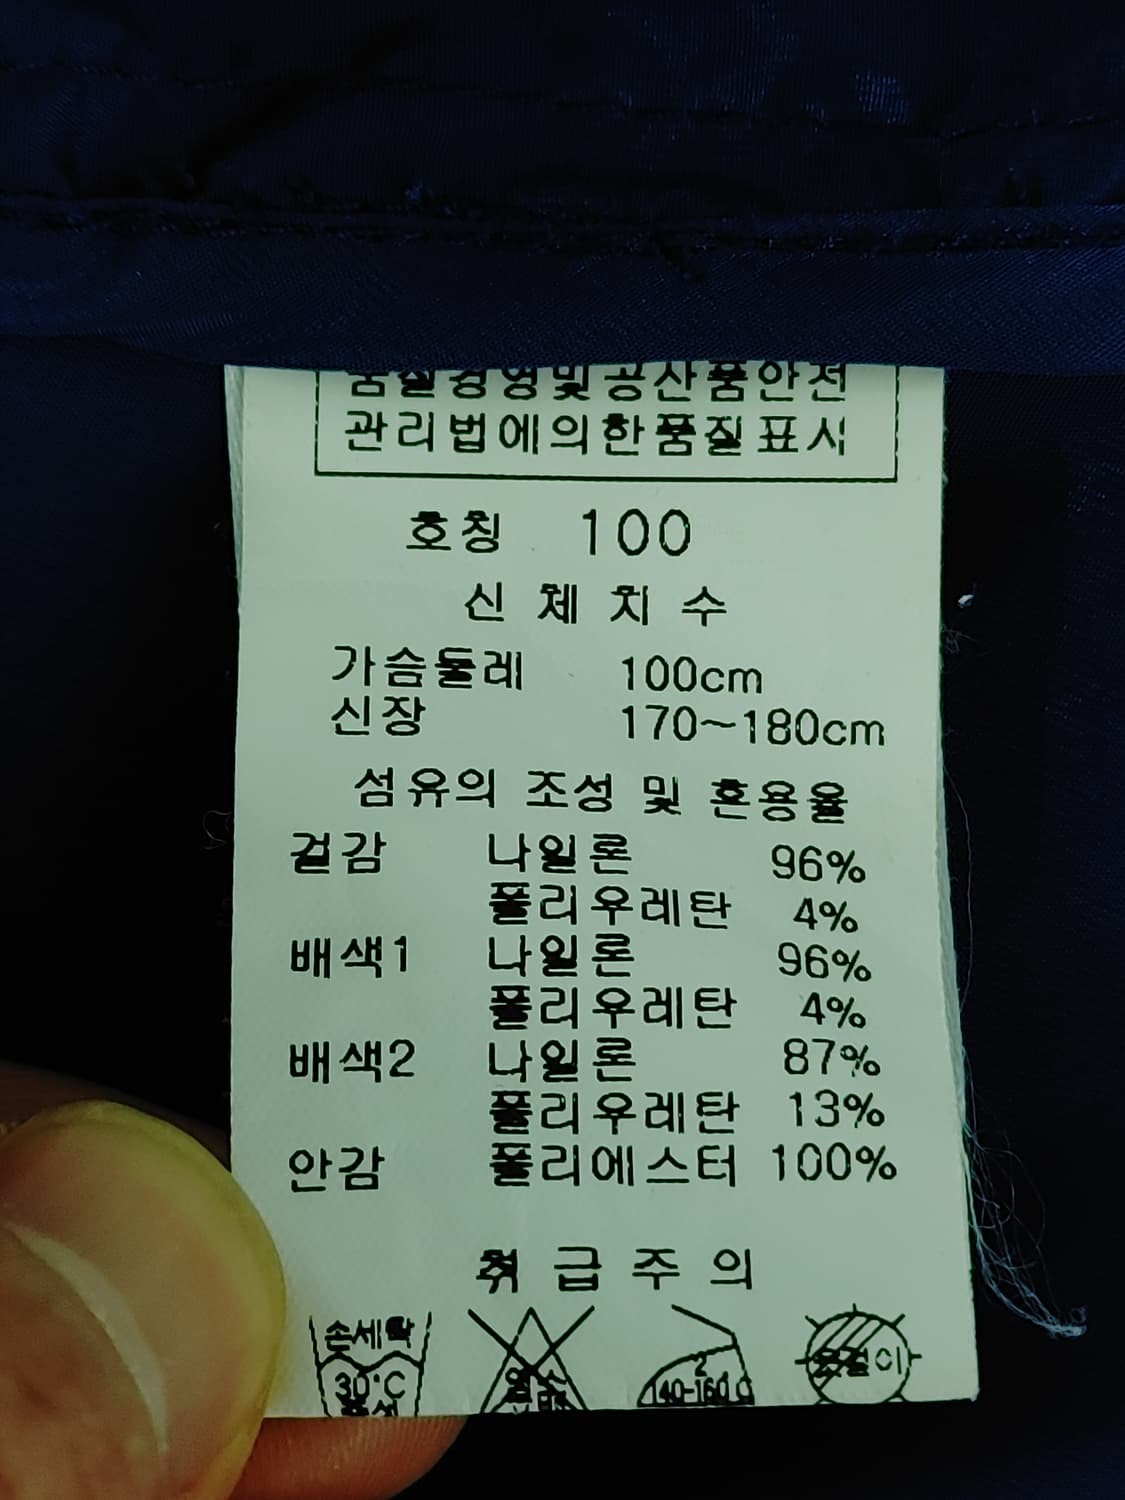 품질경영및공산품안전
관리법에의한품질표시
호칭 100
신체치수
가슴둘레 100cm
신장 170~180cm
섬유의 조성 및 혼용율
겉감 나일론 96%
폴리우레탄 4%
배색1 나일론 96%
폴리우레탄 4%
배색2 나일론 87%
폴리우레탄 13%
안감 폴리에스터 100%
취급주의
손세탁
30°C
2
140-160°C
옷걸이